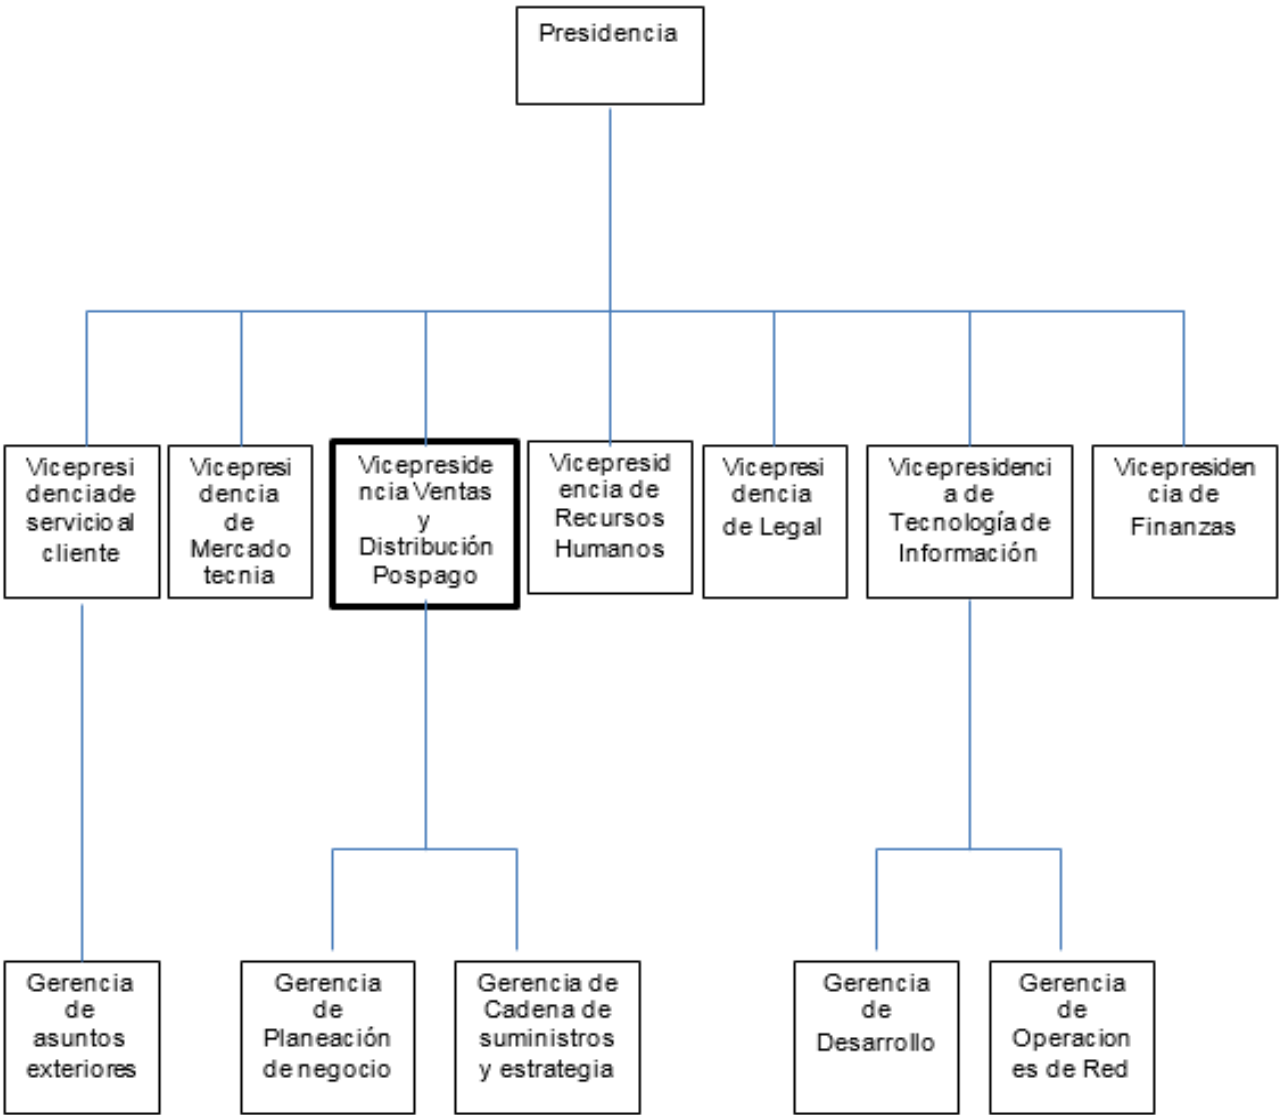 Presidencia
Vicepresi
denciade
servicio al
cliente
Vicepresi
dencia
de
Mercado
tecnia
Vicepreside
ncia Ventas
y
Distribución
Pospago
Vicepresid
encia de
Recursos
Humanos
Vicepresi
dencia
de Legal
Vicepresidenci
a de
Tecnología de
Información
Vicepresiden
cia de
Finanzas
Gerencia
de
asuntos
exteriores
Gerencia
de
Planeación
de negocio
Gerencia de
Cadena de
suministros
y estrategia
Gerencia
de
Desarrollo
Gerencia
de
Operacion
es de Red